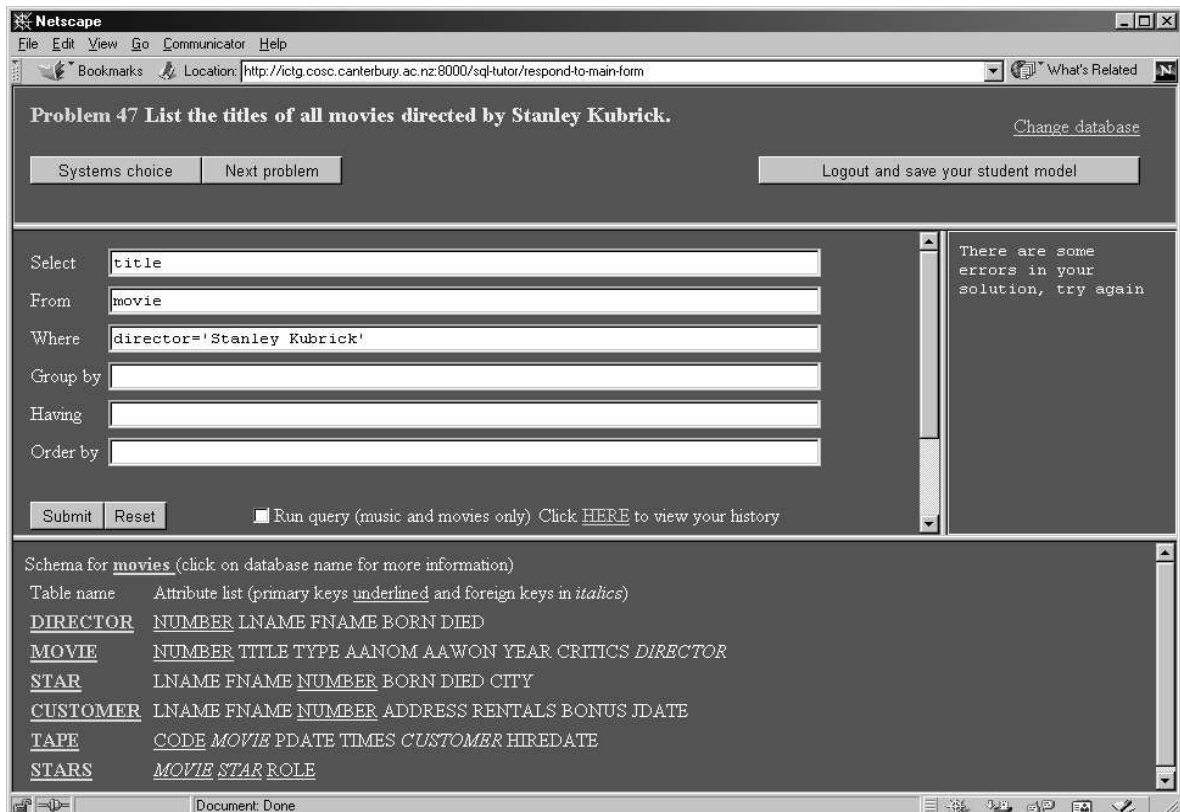 Netscape
File Edit View Go Communicator Help
Bookmarks Location: http://ictg.cosc.canterbury.ac.nz:8000/sql-tutor/respond-to-main-form What's Related N
Problem 47 List the titles of all movies directed by Stanley Kubrick.
Change database
Systems choice Next problem Logout and save your student model
Select title
From movie
Where director='Stanley Kubrick'
Group by
Having
Order by
There are some
errors in your
solution, try again
Submit Reset Run query (music and movies only) Click HERE to view your history
Schema for movies (click on database name for more information)
Table name Attribute list (primary keys underlined and foreign keys in italics)
DIRECTOR NUMBER LNAME FNAME BORN DIED
MOVIE NUMBER TITLE TYPE AANOM AAWON YEAR CRITICS DIRECTOR
STAR LNAME FNAME NUMBER BORN DIED CITY
CUSTOMER LNAME FNAME NUMBER ADDRESS RENTALS BONUS JDATE
TAPE CODE MOVIE PDATE TIMES CUSTOMER HIREDATE
STARS MOVIE STAR ROLE
Document: Done